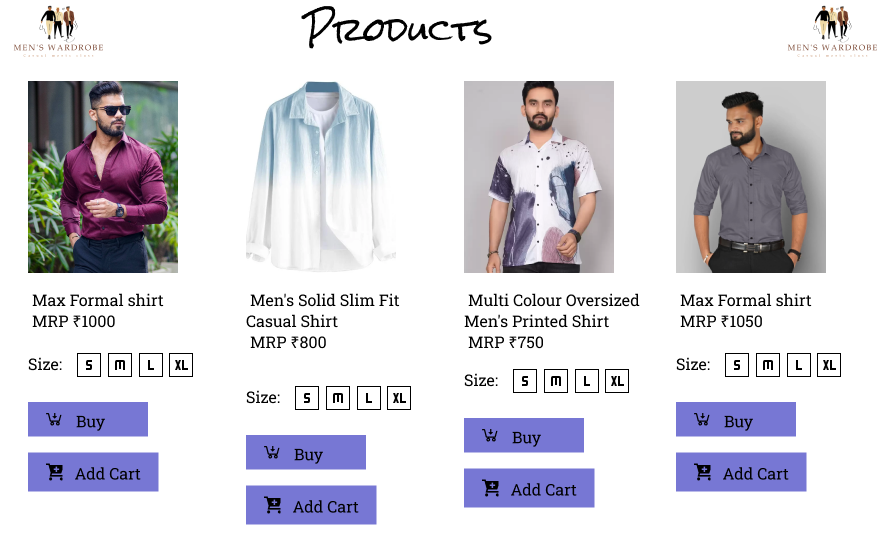 MEN'S WARDROBE
Products
MEN'S WARDROBE
Max Formal shirt
MRP ₹1000
Size: S M L XL
Buy
Add Cart
Men's Solid Slim Fit
Casual Shirt
MRP ₹800
Size: S M L XL
Buy
Add Cart
Multi Colour Oversized
Men's Printed Shirt
MRP ₹750
Size: S M L XL
Buy
Add Cart
Max Formal shirt
MRP ₹1050
Size: S M L XL
Buy
Add Cart